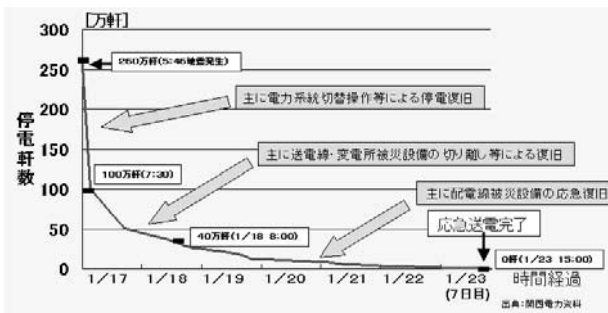 [万軒]
300
250
200
150
100
50
0
停電軒数
260万軒(5:46地震発生)
主に電力系統切替操作等による停電復旧
主に送電線・変電所被災設備の切り離し等による復旧
100万軒(7:30)
主に配電線被災設備の応急復旧
応急送電完了
40万軒(1/18 8:00)
0軒(1/23 15:00)
1/17 1/18 1/19 1/20 1/21 1/22 1/23
(7日目)
時間経過
出典:関西電力資料